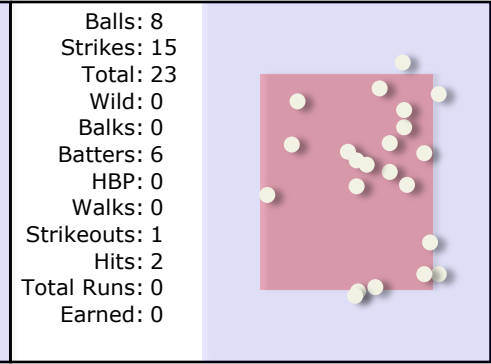 Balls: 8
Strikes: 15
Total: 23
Wild: 0
Balks: 0
Batters: 6
HBP: 0
Walks: 0
Strikeouts: 1
Hits: 2
Total Runs: 0
Earned: 0